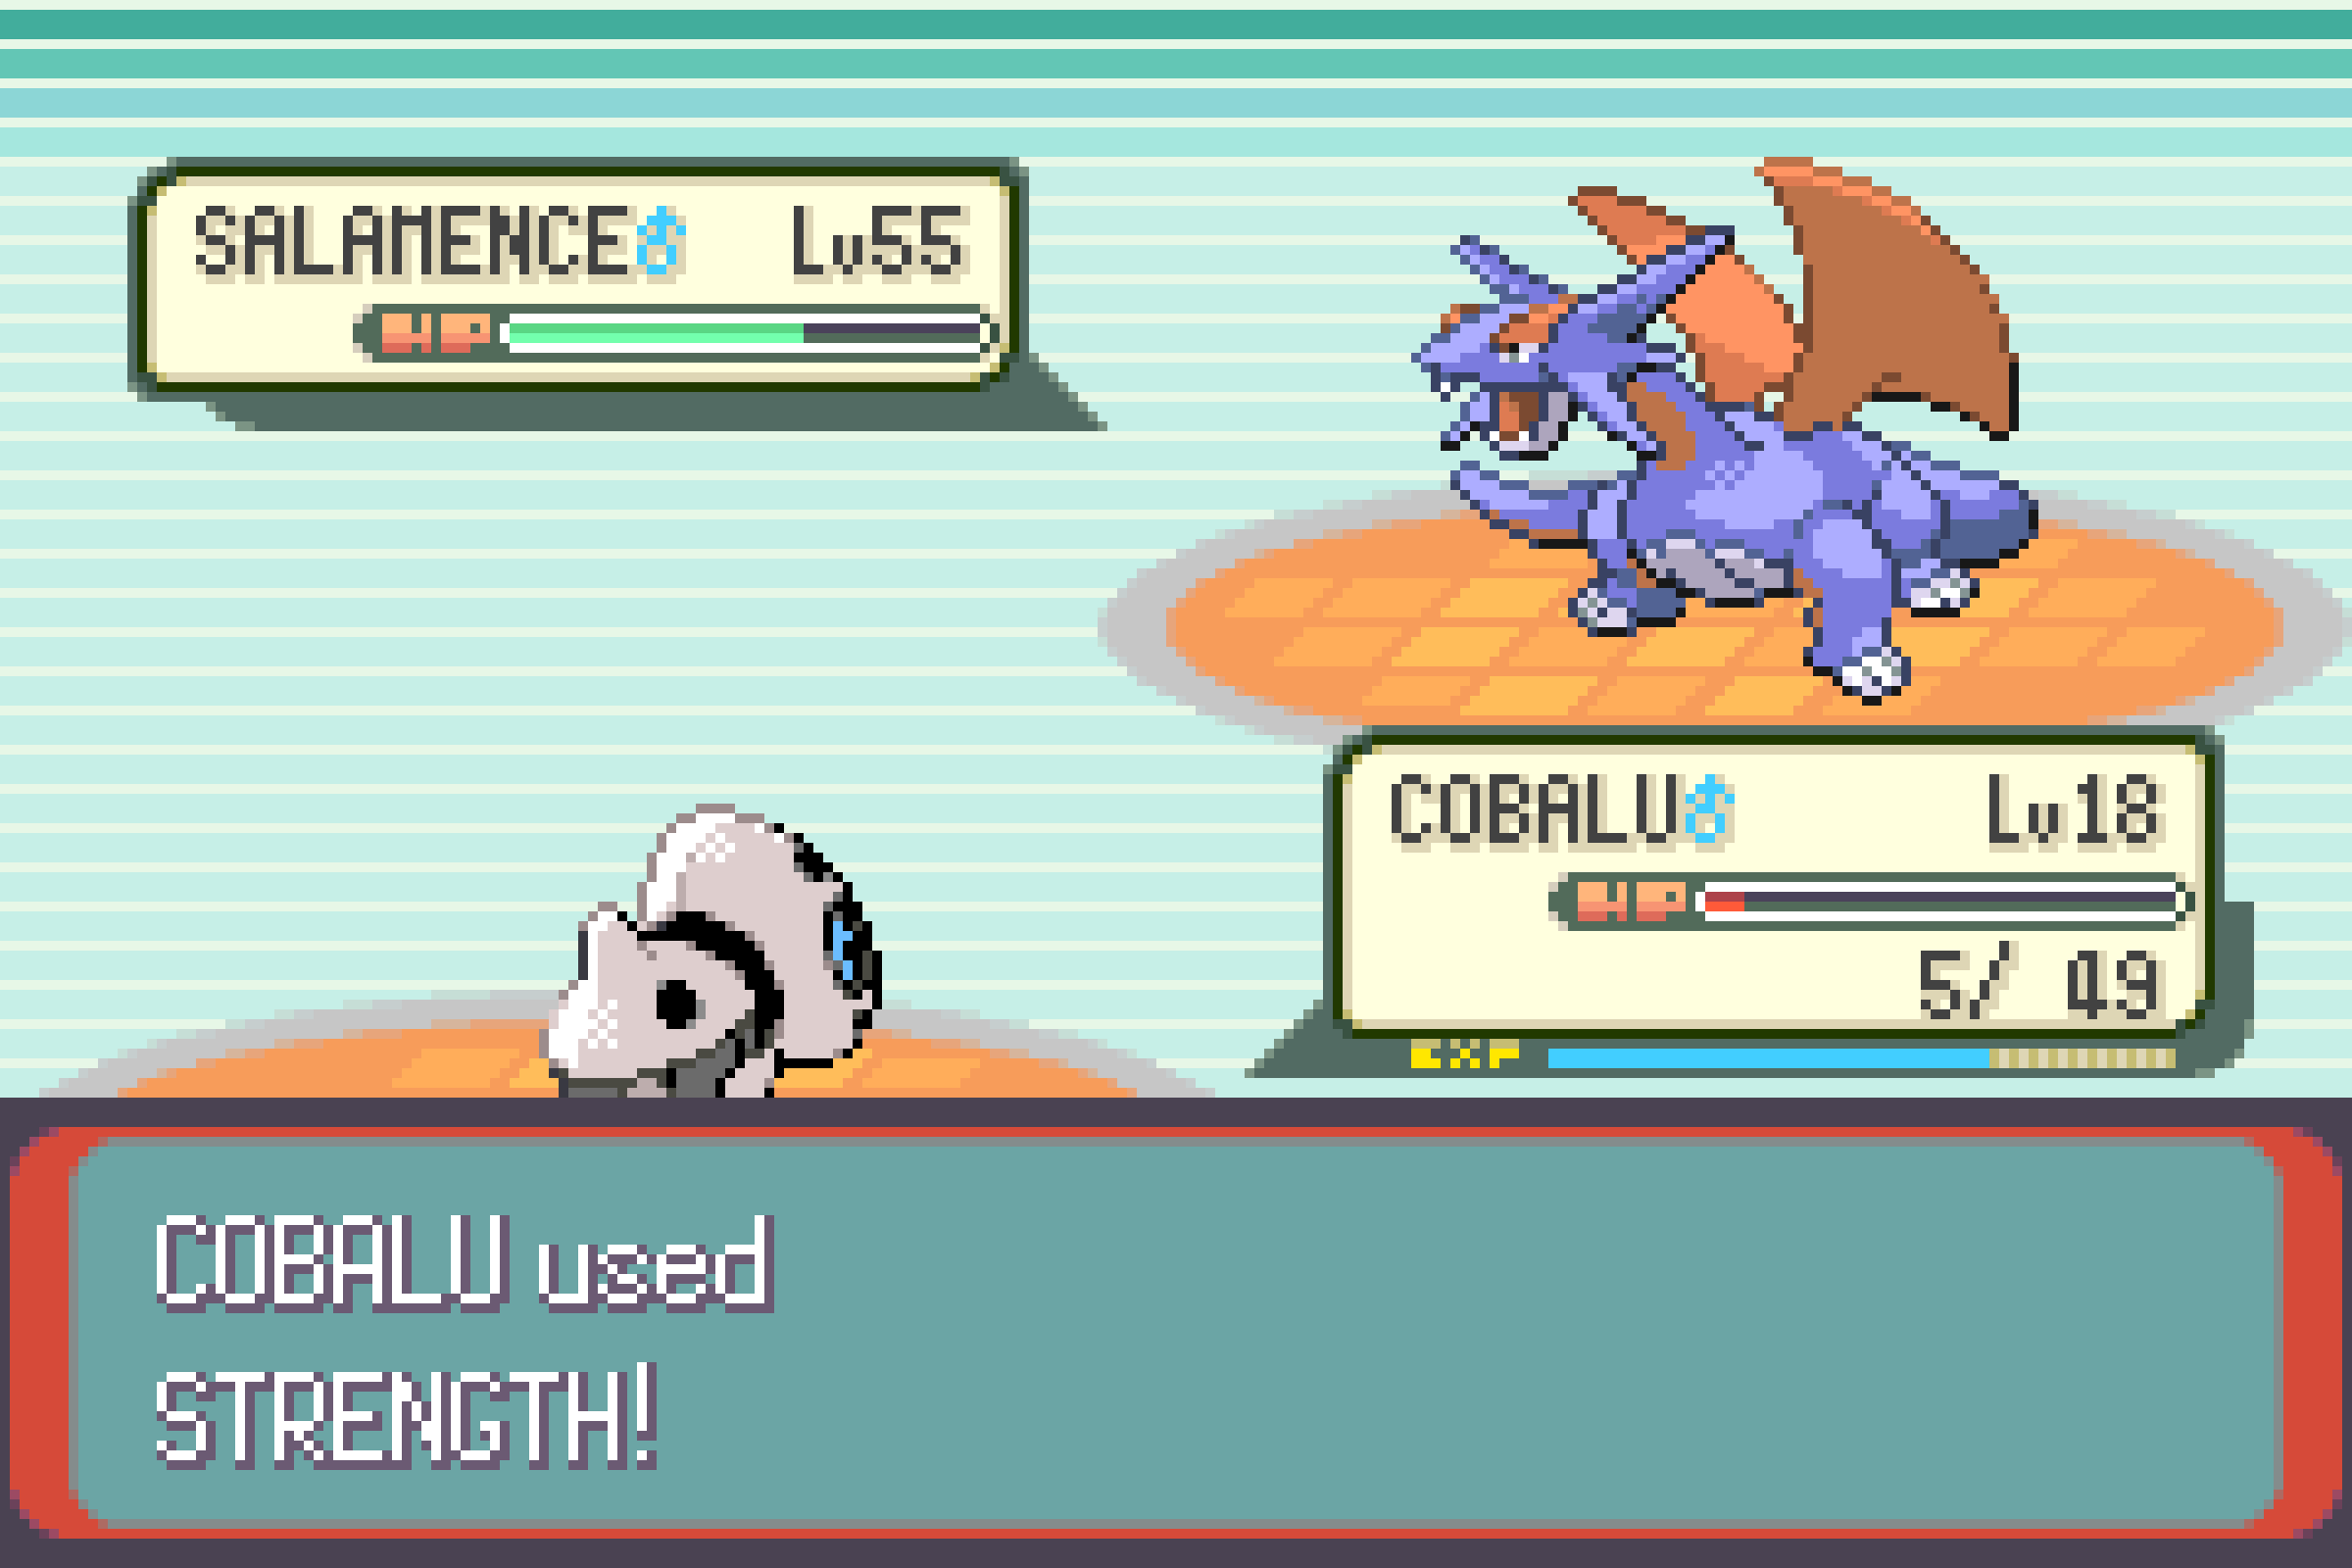 SALAMENCE♂ Lv55
HP
COBALU♂ Lv18
HP
5/ 49
EXP
COBALU used
STRENGTH!